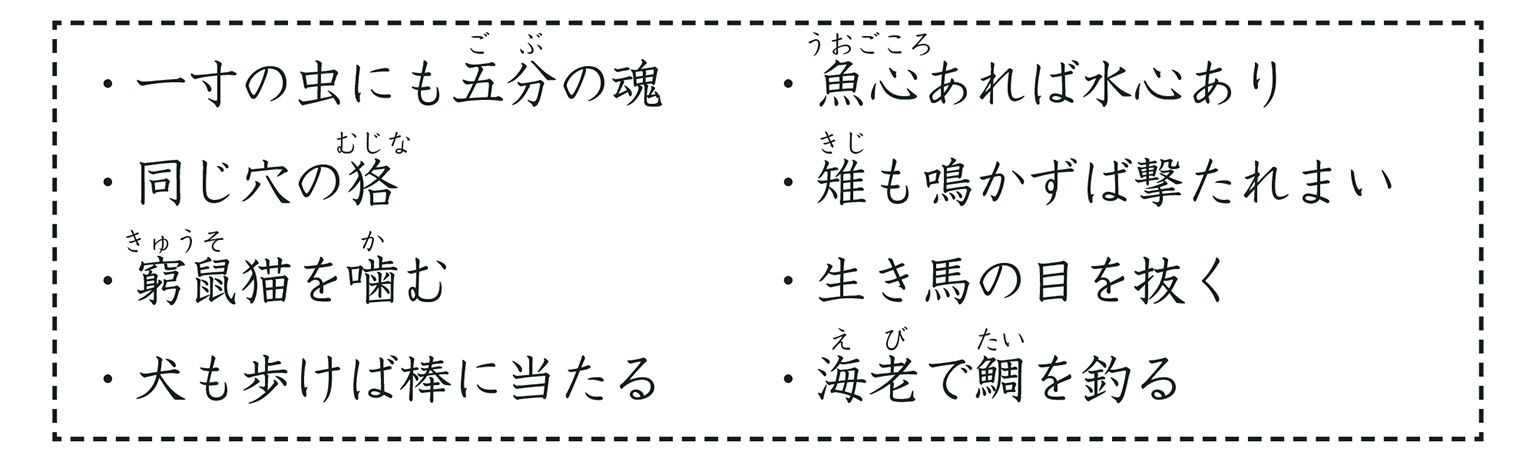 ・一寸の虫にも五分の魂
ごぶ
・同じ穴の狢
むじな
・窮鼠猫を噛む
きゅうそ
か
・犬も歩けば棒に当たる
・魚心あれば水心あり
うおごころ
・雉も鳴かずば撃たれまい
きじ
・生き馬の目を抜く
・海老で鯛を釣る
えび
たい